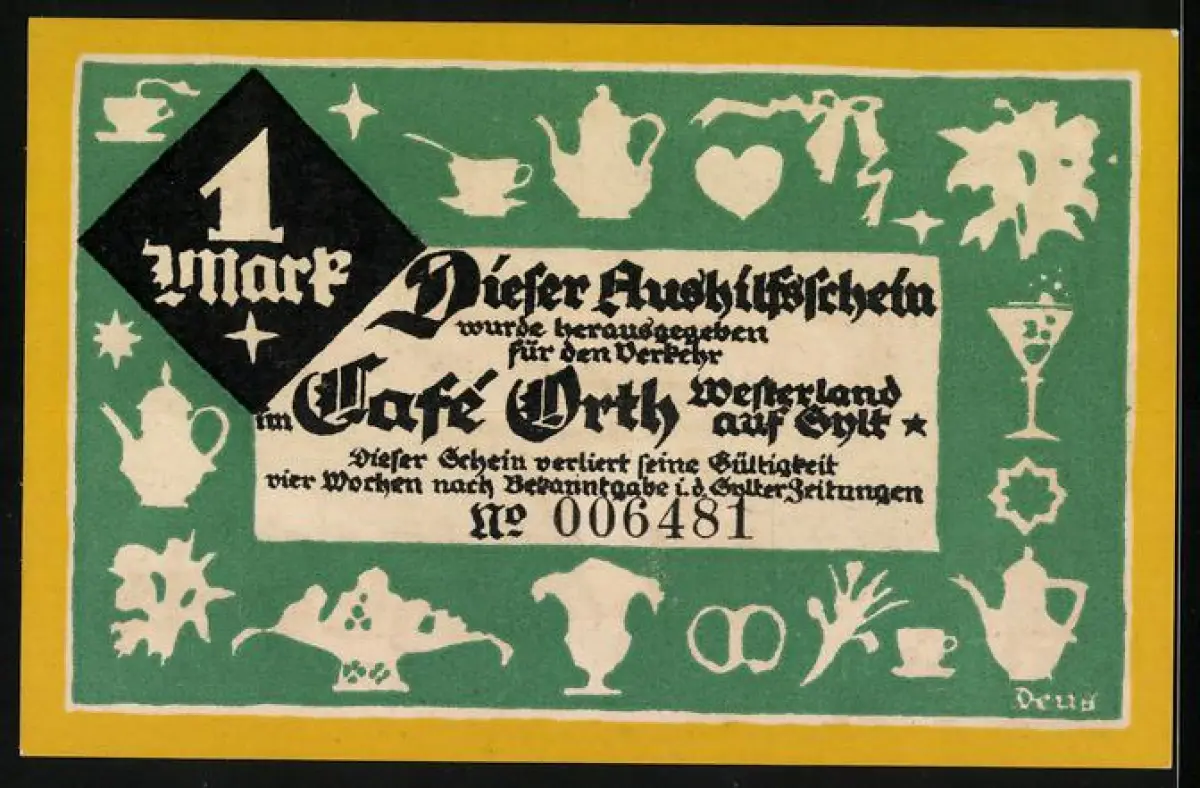 1
Mark
Dieser Aushilfsschein
wurde herausgegeben
für den Verkehr
im Café Orth Westerland
auf Sylt ★
Dieser Schein verliert seine Gültigkeit
vier Wochen nach Bekanntgabe i.d. Sylter Zeitungen
No 006481